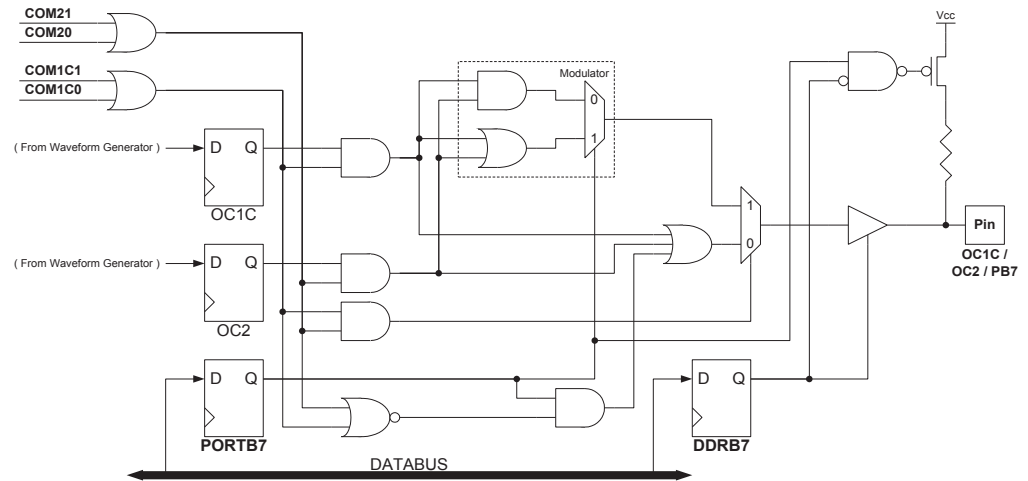 COM21
COM20
COM1C1
COM1C0
Vcc
Modulator
0
1
( From Waveform Generator )
D Q
OC1C
1
0
Pin
OC1C /
OC2 / PB7
( From Waveform Generator )
D Q
OC2
D Q
PORTB7
D Q
DDRB7
DATABUS